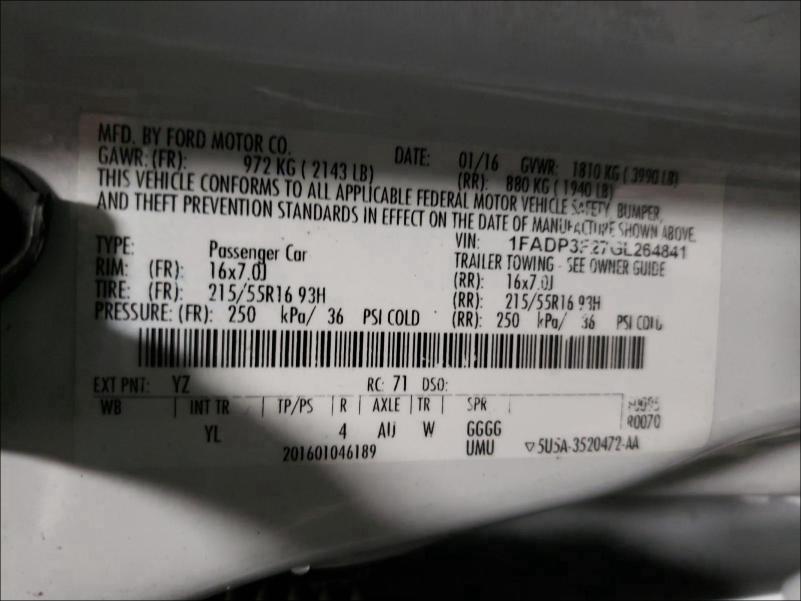 MFD. BY FORD MOTOR CO. DATE: 01/16 GVWR: 1810 KG ( 3990 LB)
GAWR: (FR): 972 KG ( 2143 LB) (RR): 880 KG ( 1940 LB)
THIS VEHICLE CONFORMS TO ALL APPLICABLE FEDERAL MOTOR VEHICLE SAFETY, BUMPER,
AND THEFT PREVENTION STANDARDS IN EFFECT ON THE DATE OF MANUFACTURE SHOWN ABOVE.
VIN: 1FADP3F27GL264841
TYPE: Passenger Car TRAILER TOWING - SEE OWNER GUIDE
RIM: (FR): 16x7.0J (RR): 16x7.0J
TIRE: (FR): 215/55R16 93H (RR): 215/55R16 93H
PRESSURE: (FR): 250 kPa/ 36 PSI COLD (RR): 250 kPa/ 36 PSI COLD
EXT PNT: YZ RC: 71 DSO:
WB INT TR TP/PS R AXLE TR SPR
R0070
YL 4 AU W GGGG
201601046189 UMU ▽5U5A-3520472-AA